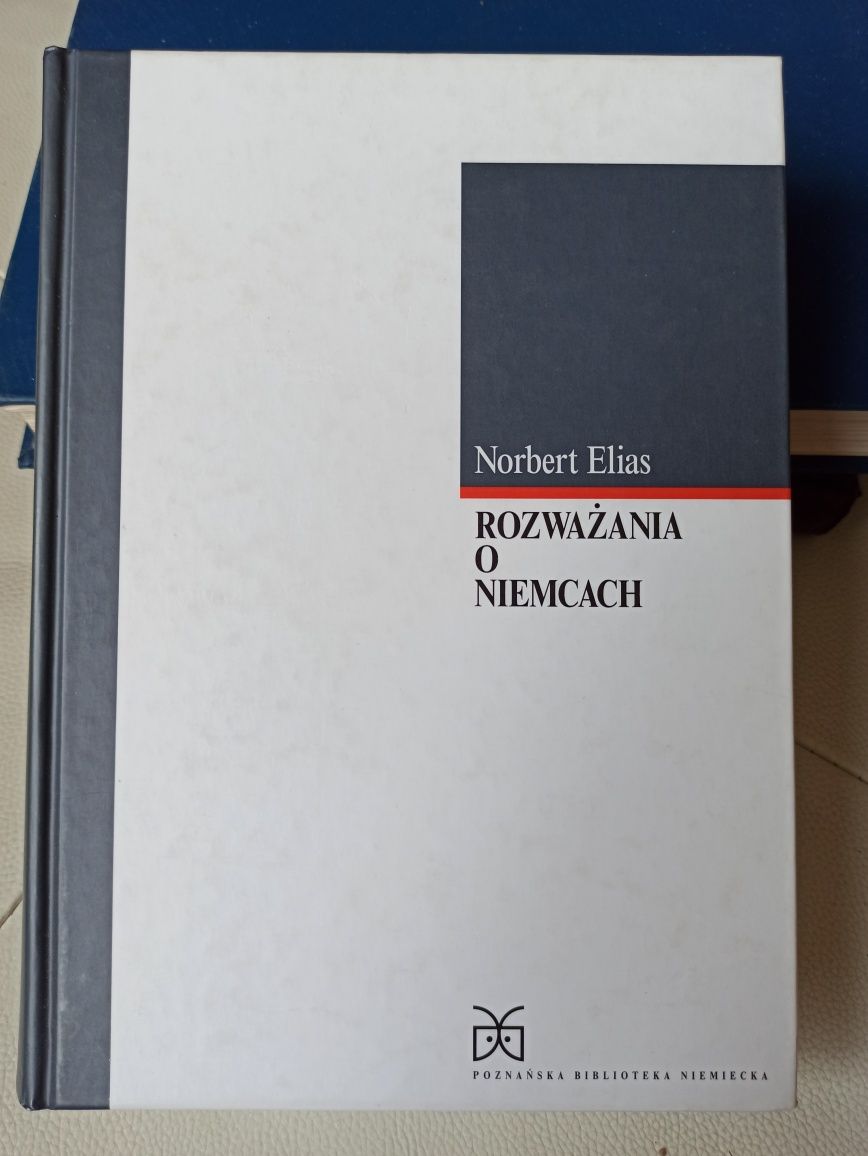 Norbert Elias
ROZWAŻANIA
O
NIEMCACH
POZNAŃSKA BIBLIOTEKA NIEMIECKA